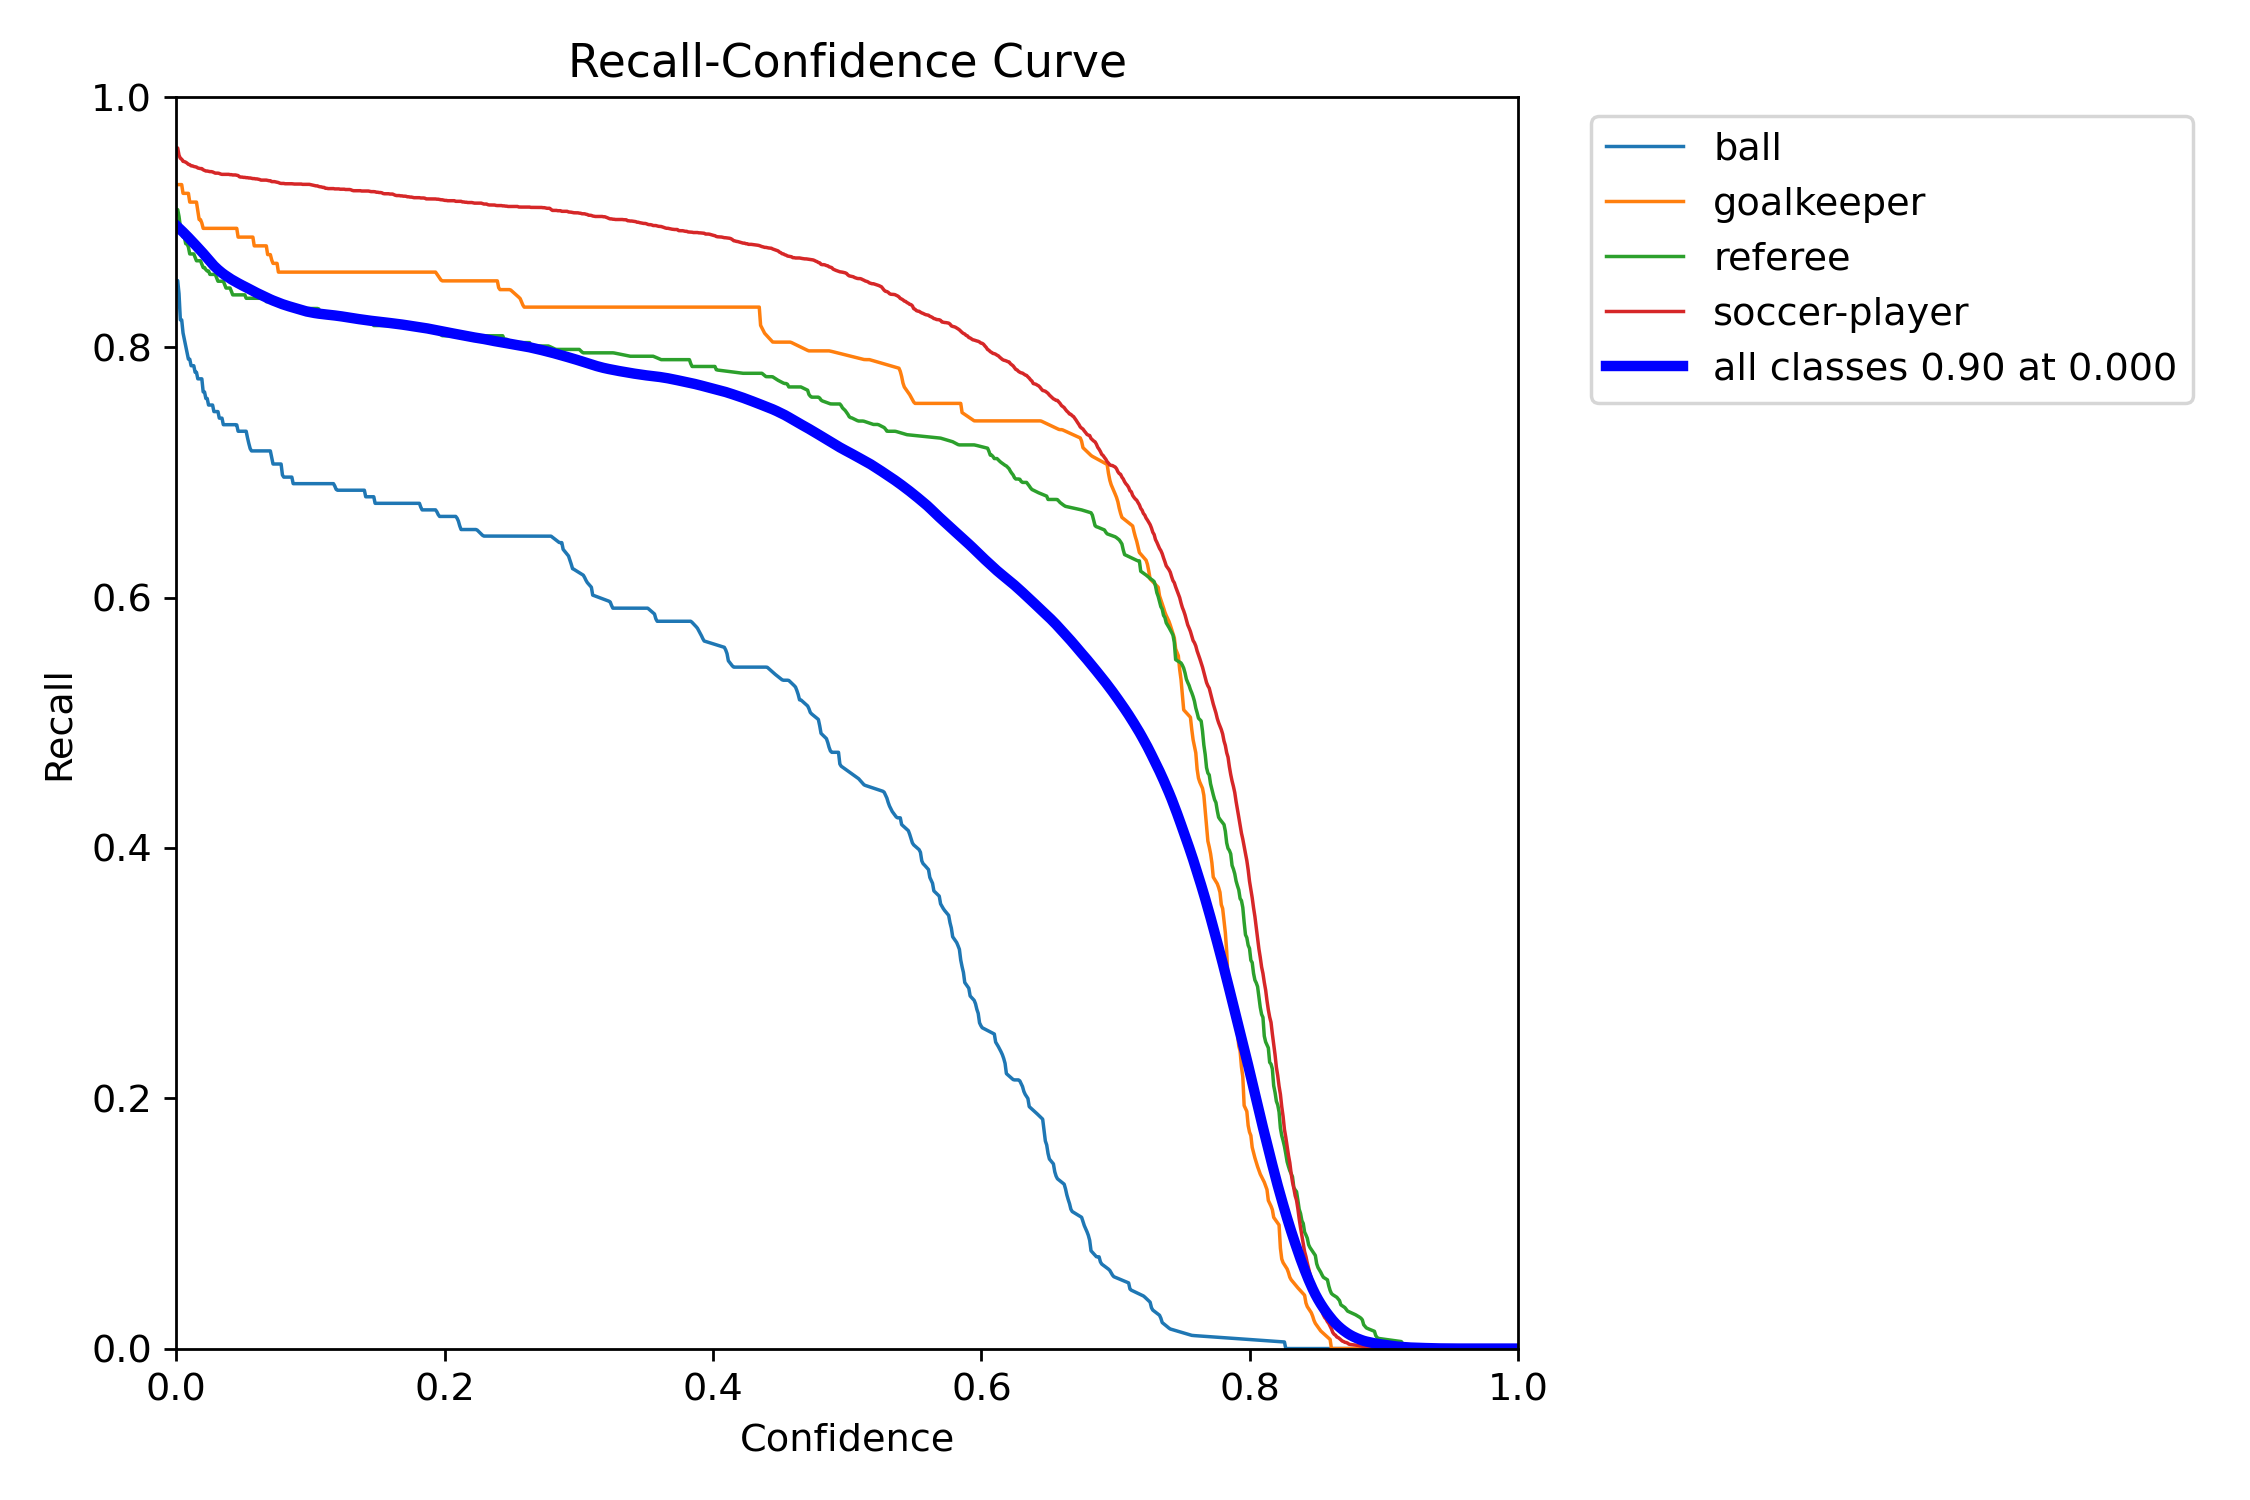 Recall-Confidence Curve
1.0
0.8
0.6
0.4
0.2
0.0
Recall
0.0 0.2 0.4 0.6 0.8 1.0
Confidence
ball
goalkeeper
referee
soccer-player
all classes 0.90 at 0.000